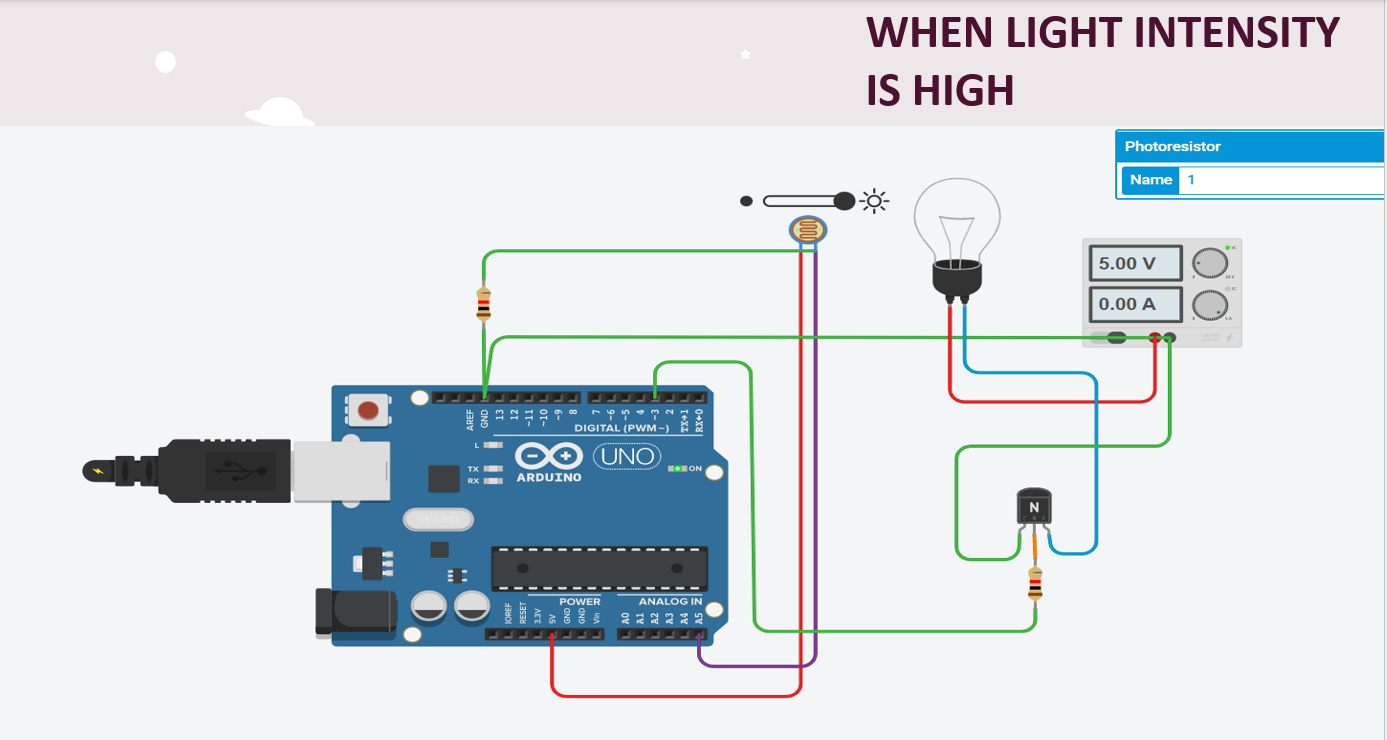 WHEN LIGHT INTENSITY
IS HIGH
Photoresistor
Name 1
5.00 V
0.00 A
AREF
GND
13
12
~11
~10
~9
8
7
~6
~5
4
~3
2
TX→1
RX←0
DIGITAL (PWM~)
L
TX
RX
ARDUINO
UNO
ON
N
POWER
ANALOG IN
IOREF
RESET
3.3V
5V
GND
GND
Vin
A0
A1
A2
A3
A4
A5